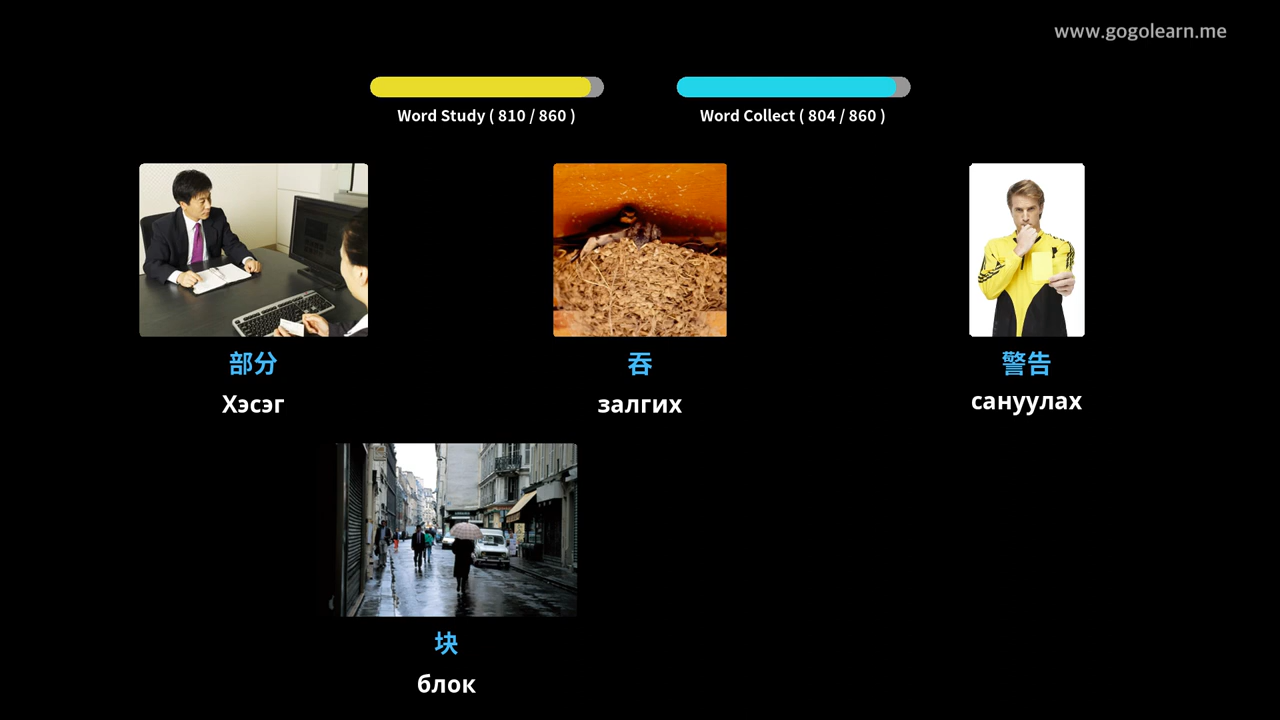 www.gogolearn.me
Word Study ( 810 / 860 )
Word Collect ( 804 / 860 )
部分
Хэсэг
吞
залгих
警告
сануулах
块
блок